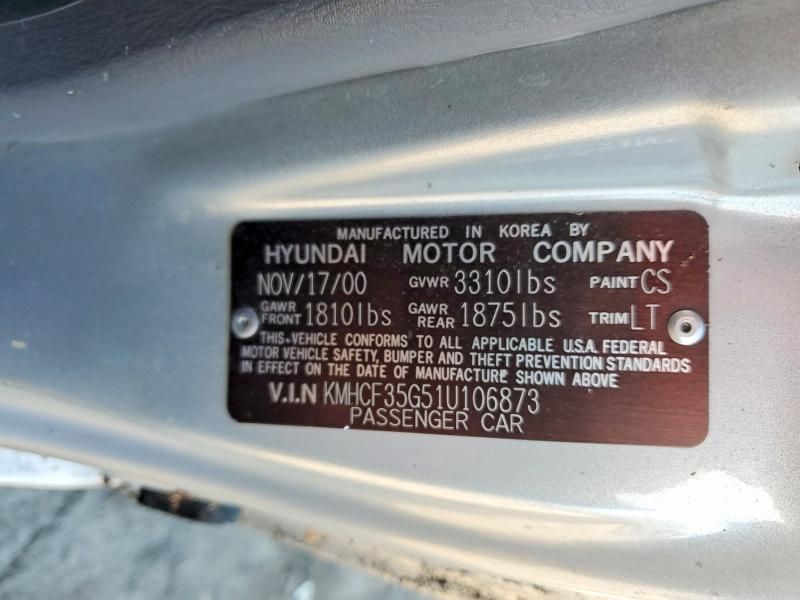 MANUFACTURED IN KOREA BY
HYUNDAI MOTOR COMPANY
NOV/17/00 GVWR 3310lbs PAINT CS
GAWR FRONT 1810lbs GAWR REAR 1875lbs TRIM LT
THIS VEHICLE CONFORMS TO ALL APPLICABLE U.S.A. FEDERAL
MOTOR VEHICLE SAFETY, BUMPER AND THEFT PREVENTION STANDARDS
IN EFFECT ON THE DATE OF MANUFACTURE SHOWN ABOVE
V.I.N KMHCF35G51U106873
PASSENGER CAR